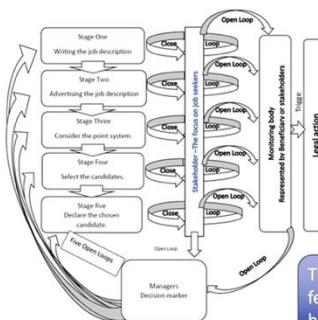 Stage One
Writing the job description
Stage Two
Advertising the job description
Stage Three
Consider the point system.
Stage Four
Select the candidates.
Stage five
Declare the chosen
candidate.
Five Open Loops
Managers
Decision marker
Close Loop
Close Loop
Close Loop
Close Loop
Close Loop
Stakeholder –The focus on job seekers
Open Loop
Open Loop
Open Loop
Open Loop
Open Loop
Open Loop
Open Loop
Monitoring body
Represented by Beneficiary or stakeholders
Trigge
Legal action
T
fe